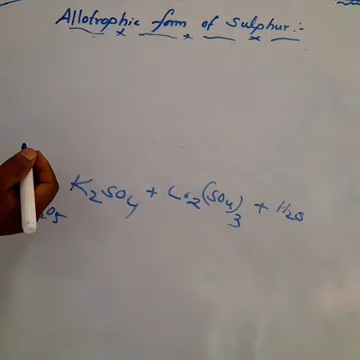 Allotrophic form of Sulphur:-
K₂SO₄ + Cr₂(SO₄)₃ + H₂O